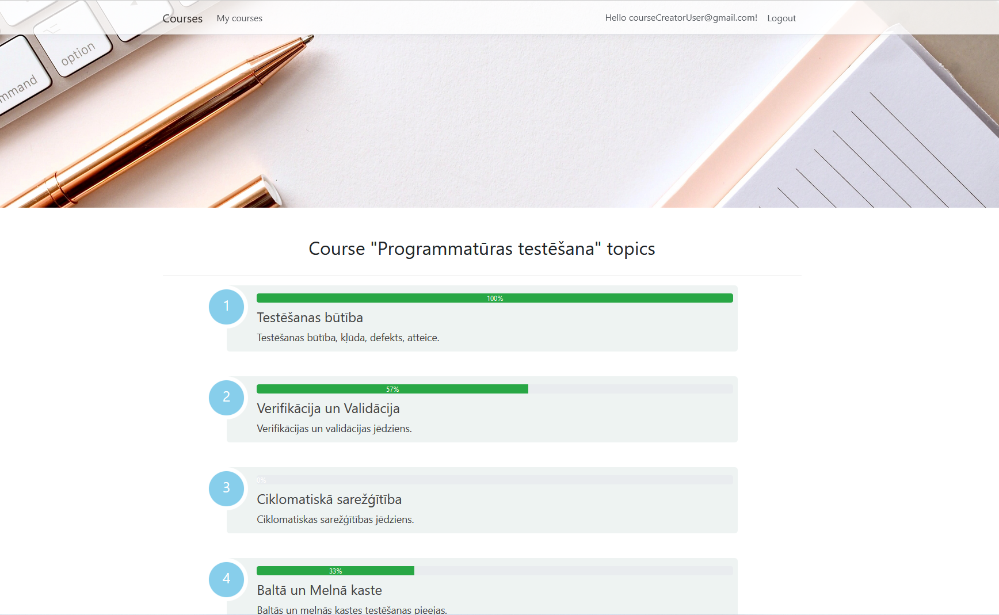 option
mmand
Courses My courses Hello courseCreatorUser@gmail.com! Logout
Course "Programmatūras testēšana" topics
1
100%
Testēšanas būtība
Testēšanas būtība, kļūda, defekts, atteice.
2
57%
Verifikācija un Validācija
Verifikācijas un validācijas jēdziens.
3
0%
Ciklomatiskā sarežģītība
Ciklomatiskas sarežģītības jēdziens.
4
33%
Baltā un Melnā kaste
Baltās un melnās kastes testēšanas pieejas.